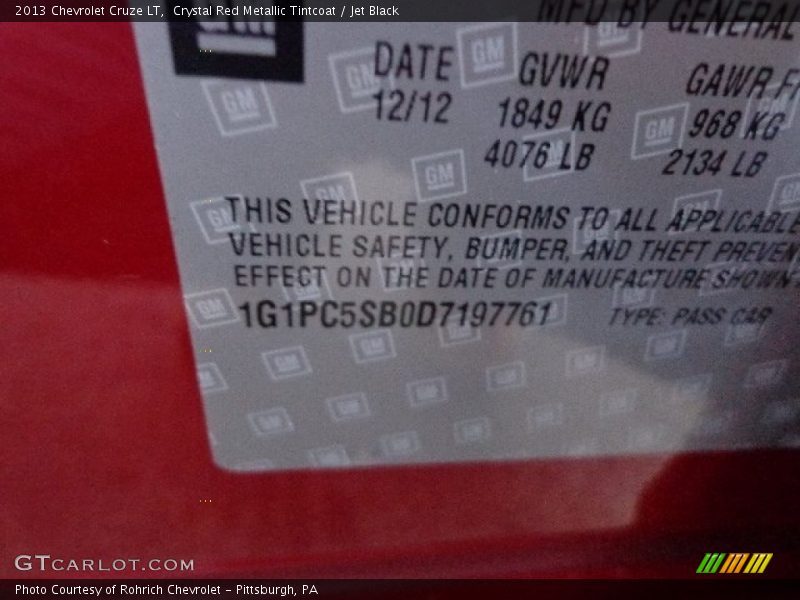 2013 Chevrolet Cruze LT, Crystal Red Metallic Tintcoat / Jet Black
MFD BY GENERAL
GM
DATE GVWR GAWR FR
12/12 1849 KG 968 KG
4076 LB 2134 LB
THIS VEHICLE CONFORMS TO ALL APPLICABLE
VEHICLE SAFETY, BUMPER, AND THEFT PREVEN
EFFECT ON THE DATE OF MANUFACTURE SHOWN
1G1PC5SB0D7197761 TYPE: PASS CAR
GTCARLOT.COM
Photo Courtesy of Rohrich Chevrolet – Pittsburgh, PA